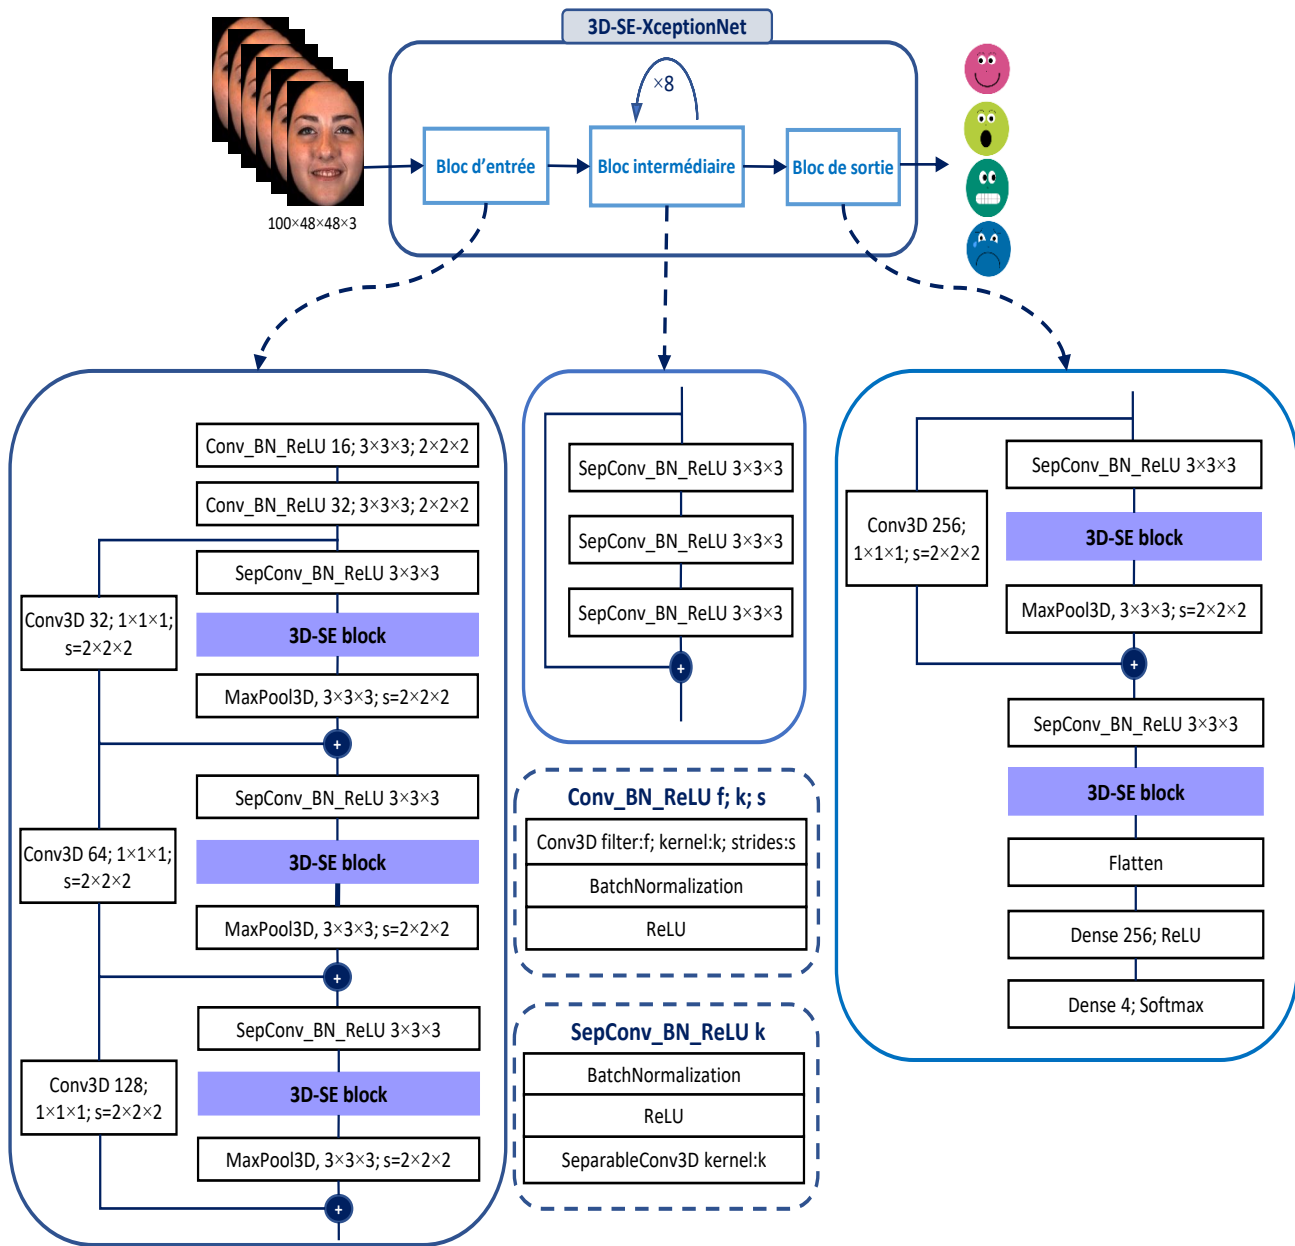 3D-SE-XceptionNet
×8
Bloc d'entrée
Bloc intermédiaire
Bloc de sortie
100×48×48×3
Conv_BN_ReLU 16; 3×3×3; 2×2×2
Conv_BN_ReLU 32; 3×3×3; 2×2×2
SepConv_BN_ReLU 3×3×3
Conv3D 32; 1×1×1;
s=2×2×2
3D-SE block
MaxPool3D, 3×3×3; s=2×2×2
+
SepConv_BN_ReLU 3×3×3
Conv3D 64; 1×1×1;
s=2×2×2
3D-SE block
MaxPool3D, 3×3×3; s=2×2×2
+
SepConv_BN_ReLU 3×3×3
Conv3D 128;
1×1×1; s=2×2×2
3D-SE block
MaxPool3D, 3×3×3; s=2×2×2
+
SepConv_BN_ReLU 3×3×3
SepConv_BN_ReLU 3×3×3
SepConv_BN_ReLU 3×3×3
+
Conv_BN_ReLU f; k; s
Conv3D filter:f; kernel:k; strides:s
BatchNormalization
ReLU
SepConv_BN_ReLU k
BatchNormalization
ReLU
SeparableConv3D kernel:k
SepConv_BN_ReLU 3×3×3
Conv3D 256;
1×1×1; s=2×2×2
3D-SE block
MaxPool3D, 3×3×3; s=2×2×2
+
SepConv_BN_ReLU 3×3×3
3D-SE block
Flatten
Dense 256; ReLU
Dense 4; Softmax